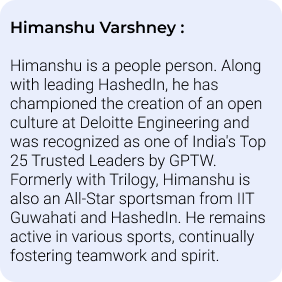 Himanshu Varshney :
Himanshu is a people person. Along
with leading HashedIn, he has
championed the creation of an open
culture at Deloitte Engineering and
was recognized as one of India's Top
25 Trusted Leaders by GPTW.
Formerly with Trilogy, Himanshu is
also an All-Star sportsman from IIT
Guwahati and HashedIn. He remains
active in various sports, continually
fostering teamwork and spirit.